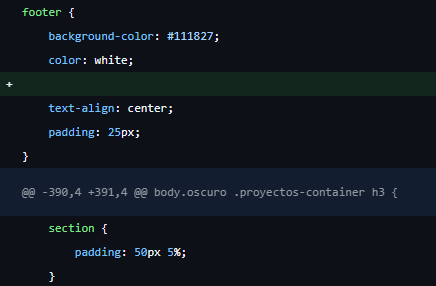 footer {
background-color: #111827;
color: white;
+
text-align: center;
padding: 25px;
}
@@ -390,4 +391,4 @@ body.oscuro .proyectos-container h3 {
section {
padding: 50px 5%;
}